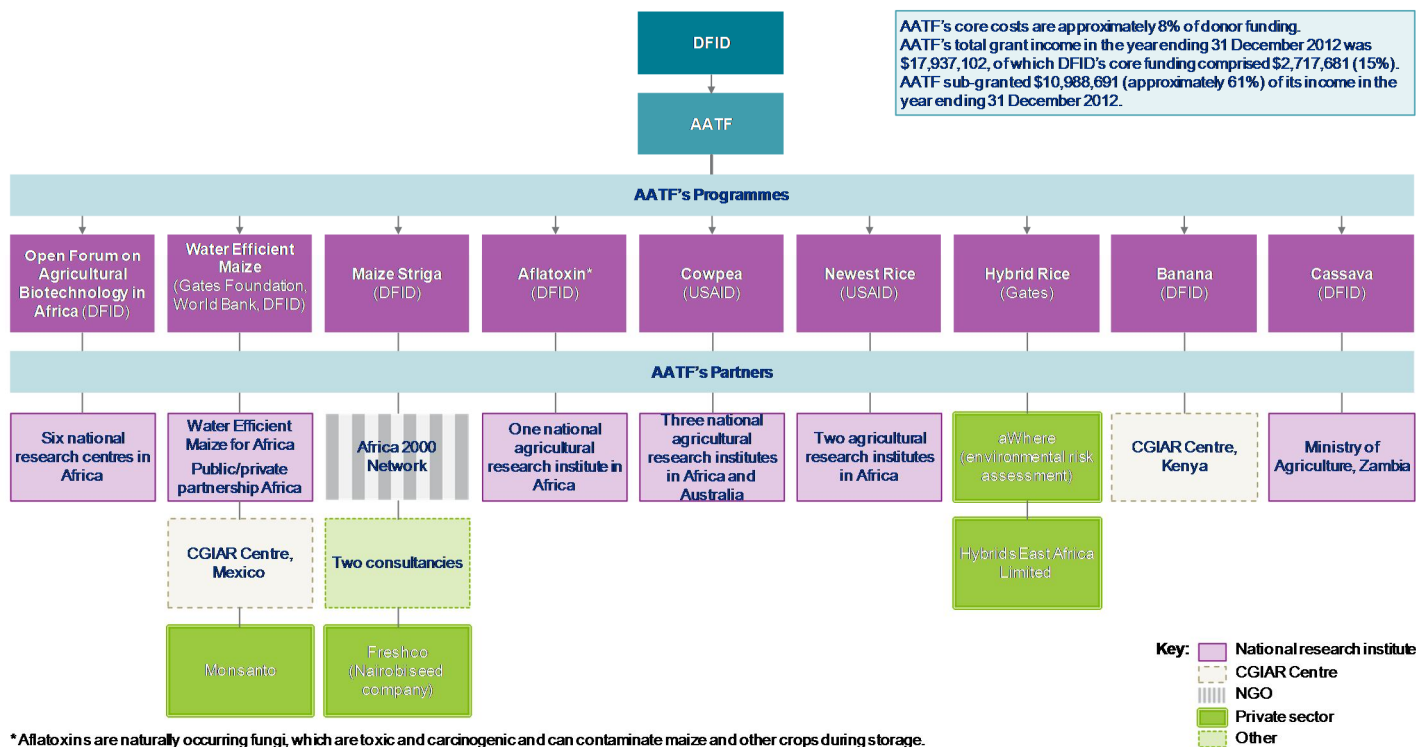 DFID
AATF's core costs are approximately 8% of donor funding.
AATF's total grant income in the year ending 31 December 2012 was
$17,937,102, of which DFID's core funding comprised $2,717,681 (15%).
AATF sub-granted $10,988,691 (approximately 61%) of its income in the
year ending 31 December 2012.
AATF
AATF's Programmes
Open Forum on
Agricultural
Biotechnology in
Africa (DFID)
Water Efficient
Maize
(Gates Foundation,
World Bank, DFID)
Maize Striga
(DFID)
Aflatoxin*
(DFID)
Cowpea
(USAID)
Newest Rice
(USAID)
Hybrid Rice
(Gates)
Banana
(DFID)
Cassava
(DFID)
AATF's Partners
Six national
research centres in
Africa
Water Efficient
Maize for Africa
Public/private
partnership Africa
Africa 2000
Network
One national
agricultural
research institute in
Africa
Three national
agricultural
research institutes
in Africa and
Australia
Two agricultural
research institutes
in Africa
aWhere
(environmental risk
assessment)
CGIAR Centre,
Kenya
Ministry of
Agriculture, Zambia
CGIAR Centre,
Mexico
Two consultancies
Hybrids East Africa
Limited
Monsanto
Freshco
(Nairobi seed
company)
Key:
National research institute
CGIAR Centre
NGO
Private sector
Other
*Aflatoxins are naturally occurring fungi, which are toxic and carcinogenic and can contaminate maize and other crops during storage.